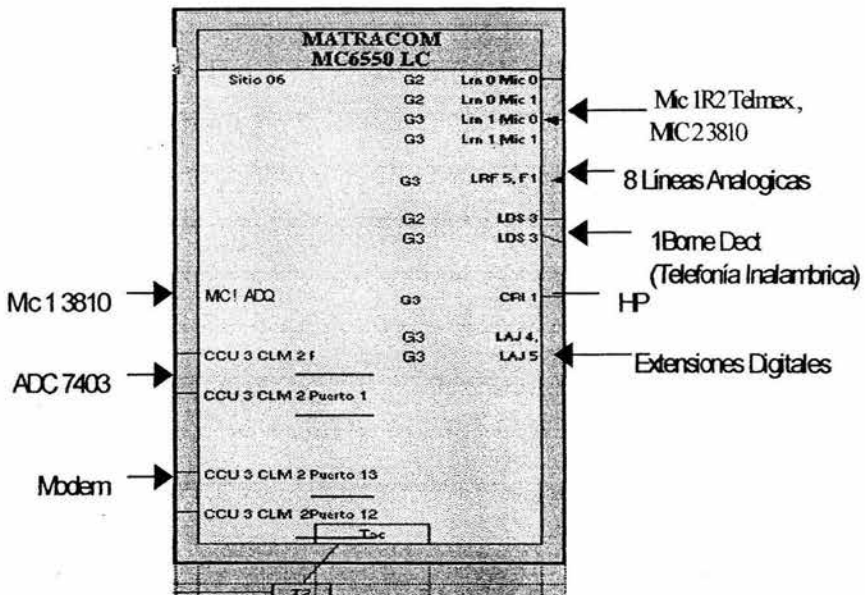 MATRACOM
MC6550 LC
Sitio 06
G2 Lrn 0 Mic 0
G2 Lrn 0 Mic 1
G3 Lrn 1 Mic 0
G3 Lrn 1 Mic 1
Mic 1R2 Telmex,
MIC 2 3810
G3 LRF 5, F1
8 Líneas Analogicas
G2 LDS 3
G3 LDS 3
1 Borne Dect
(Telefonía Inalambrica)
Mc 1 3810
MC! ADQ
G3 CRI 1
HP
G3 LAJ 4,
G3 LAJ 5
Extensiones Digitales
CCU 3 CLM 2 F
ADC 7403
CCU 3 CLM 2 Puerto 1
Modem
CCU 3 CLM 2 Puerto 13
CCU 3 CLM 2Puerto 12